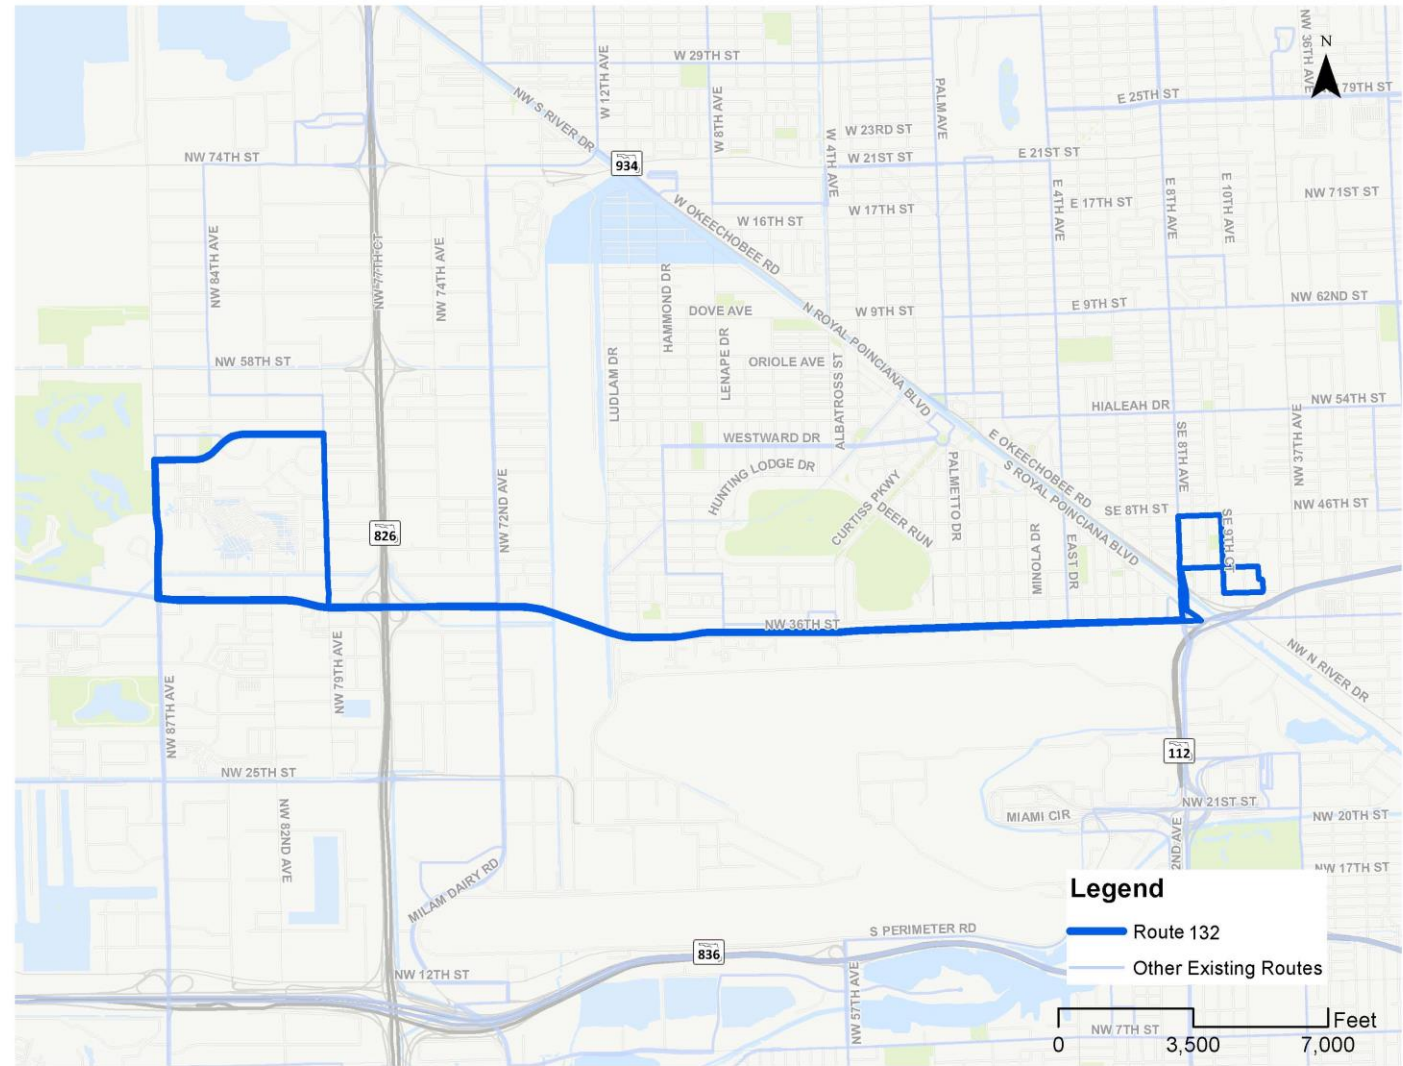 W 29TH ST
W 12TH AVE
NW 36TH AVE
N
79TH ST
E 25TH ST
NW S RIVER DR
W 8TH AVE
PALM AVE
W 23RD ST
W 4TH AVE
NW 74TH ST
934
W 21ST ST
E 21ST ST
E 4TH AVE
E 8TH AVE
E 10TH AVE
NW 71ST ST
W OKEECHOBEE RD
W 16TH ST
W 17TH ST
E 17TH ST
NW 84TH AVE
NW 77TH CT
NW 74TH AVE
HAMMOND DR
DOVE AVE
N ROYAL POINCIANA BLVD
W 9TH ST
E 9TH ST
NW 62ND ST
NW 58TH ST
LUDLAM DR
LENAPE DR
ORIOLE AVE
ALBATROSS ST
HIALEAH DR
NW 54TH ST
WESTWARD DR
E OKEECHOBEE RD
S ROYAL POINCIANA BLVD
SE 8TH AVE
NW 37TH AVE
NW 72ND AVE
HUNTING LODGE DR
PALMETTO DR
CURTISS PKWY
DEER RUN
SE 8TH ST
NW 46TH ST
SE 9TH CT
826
MINOLA DR
EAST DR
NW 36TH ST
NW 79TH AVE
NW N RIVER DR
NW 87TH AVE
112
NW 25TH ST
NW 21ST ST
NW 82ND AVE
MIAMI CIR
NW 20TH ST
2ND AVE
NW 17TH ST
MILAM DAIRY RD
Legend
S PERIMETER RD
Route 132
836
NW 12TH ST
Other Existing Routes
NW 57TH AVE
Feet
NW 7TH ST
0 3,500 7,000